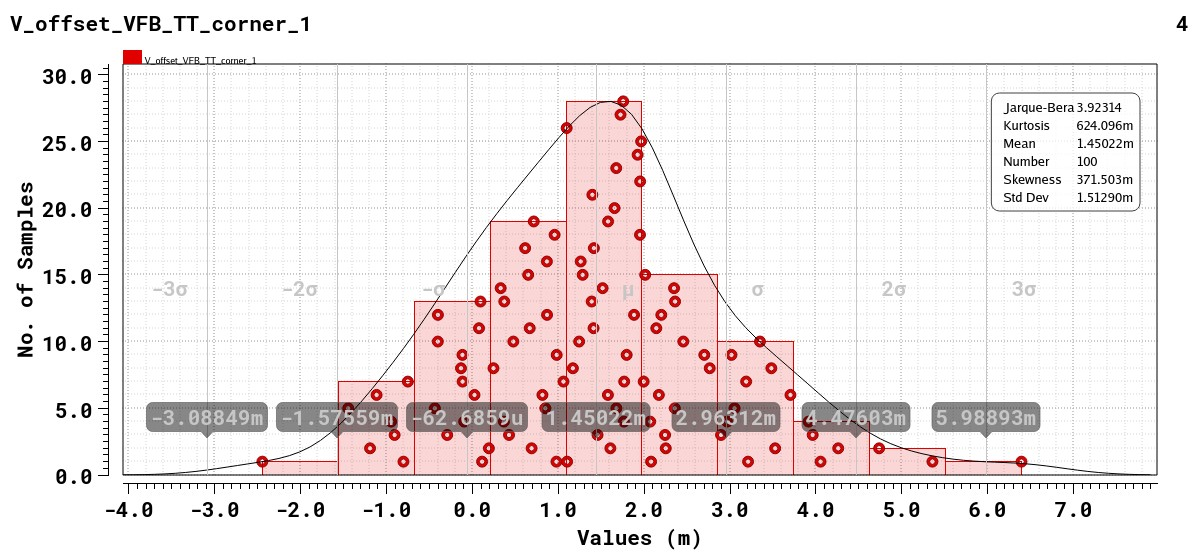 V_offset_VFB_TT_corner_1 4
V_offset_VFB_TT_corner_1
30.0
25.0
20.0
15.0
10.0
5.0
0.0
No. of Samples
Jarque-Bera 3.92314
Kurtosis 624.096m
Mean 1.45022m
Number 100
Skewness 371.503m
Std Dev 1.51290m
−3σ −2σ −σ μ σ 2σ 3σ
-3.08849m -1.57559m -62.6859μ 1.45022m 2.96312m 4.47603m 5.98893m
-4.0 -3.0 -2.0 -1.0 0.0 1.0 2.0 3.0 4.0 5.0 6.0 7.0
Values (m)